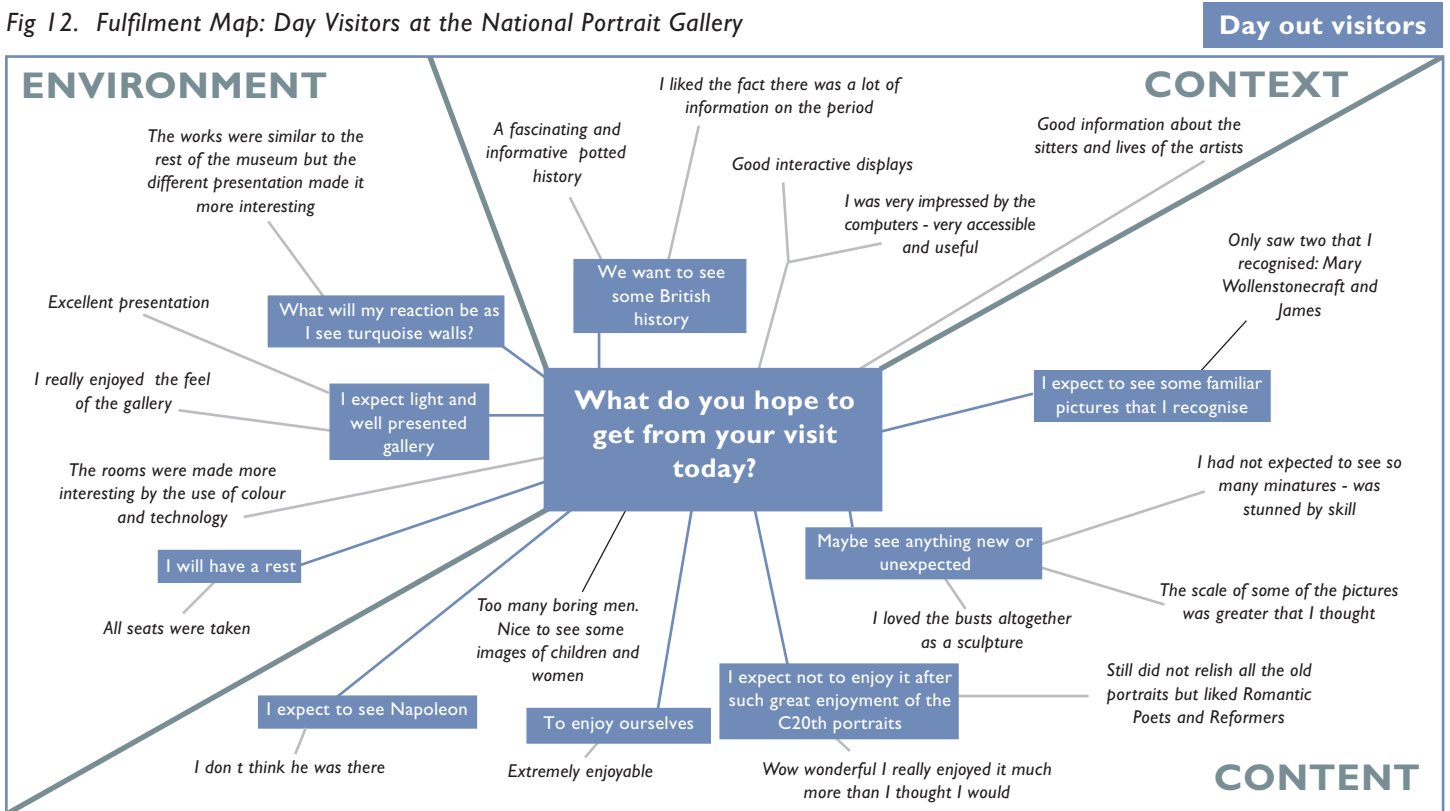 Fig 12. Fulfilment Map: Day Visitors at the National Portrait Gallery
Day out visitors
ENVIRONMENT
The works were similar to the
rest of the museum but the
different presentation made it
more interesting
What will my reaction be as
I see turquoise walls?
Excellent presentation
I really enjoyed the feel
of the gallery
I expect light and
well presented
gallery
The rooms were made more
interesting by the use of colour
and technology
I will have a rest
All seats were taken
CONTEXT
A fascinating and
informative potted
history
I liked the fact there was a lot of
information on the period
We want to see
some British
history
Good interactive displays
I was very impressed by the
computers - very accessible
and useful
Good information about the
sitters and lives of the artists
What do you hope to
get from your visit
today?
Only saw two that I
recognised: Mary
Wollenstonecraft and
James
I expect to see some familiar
pictures that I recognise
I had not expected to see so
many minatures - was
stunned by skill
Maybe see anything new or
unexpected
The scale of some of the pictures
was greater that I thought
I loved the busts altogether
as a sculpture
I expect not to enjoy it after
such great enjoyment of the
C20th portraits
Still did not relish all the old
portraits but liked Romantic
Poets and Reformers
Wow wonderful I really enjoyed it much
more than I thought I would
Too many boring men.
Nice to see some
images of children and
women
To enjoy ourselves
Extremely enjoyable
I expect to see Napoleon
I don t think he was there
CONTENT